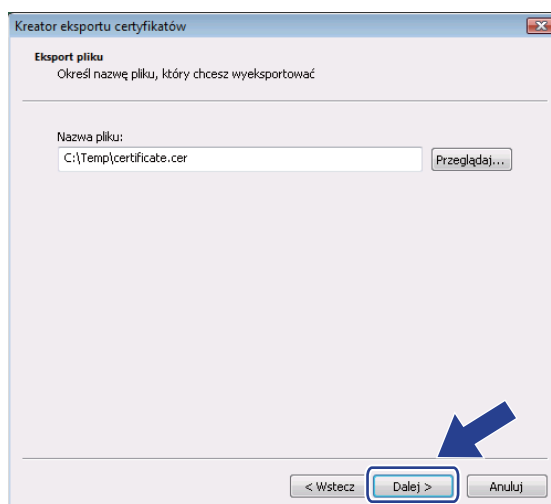 Kreator eksportu certyfikatów
Eksport pliku
Określ nazwę pliku, który chcesz wyeksportować
Nazwa pliku:
C:\Temp\certificate.cer
Przeglądaj...
< Wstecz
Dalej >
Anuluj